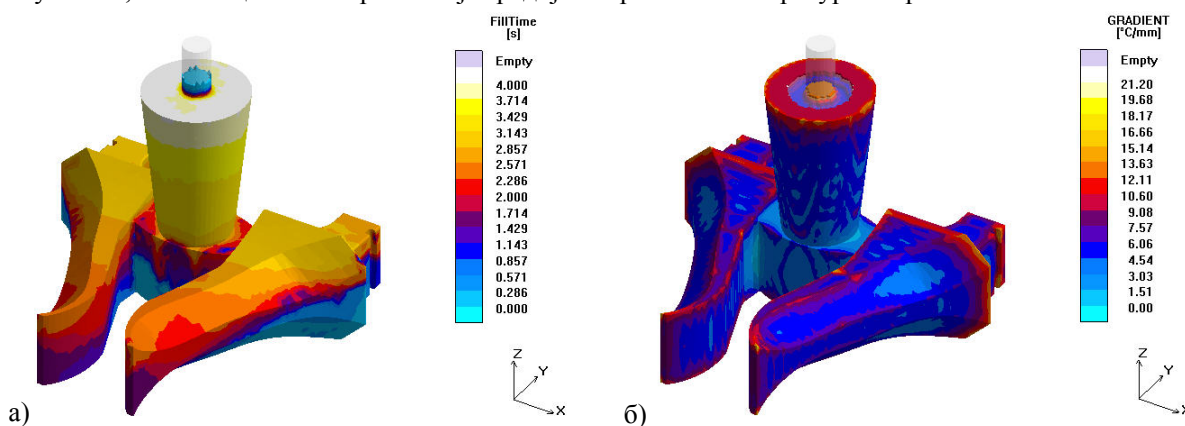 FillTime
[s]
Empty
4.000
3.714
3.429
3.143
2.857
2.571
2.286
2.000
1.714
1.429
1.143
0.857
0.571
0.286
0.000
Z
Y
X
а)
GRADIENT
[°C/mm]
Empty
21.20
19.68
18.17
16.66
15.14
13.63
12.11
10.60
9.08
7.57
6.06
4.54
3.03
1.51
0.00
Z
Y
X
б)